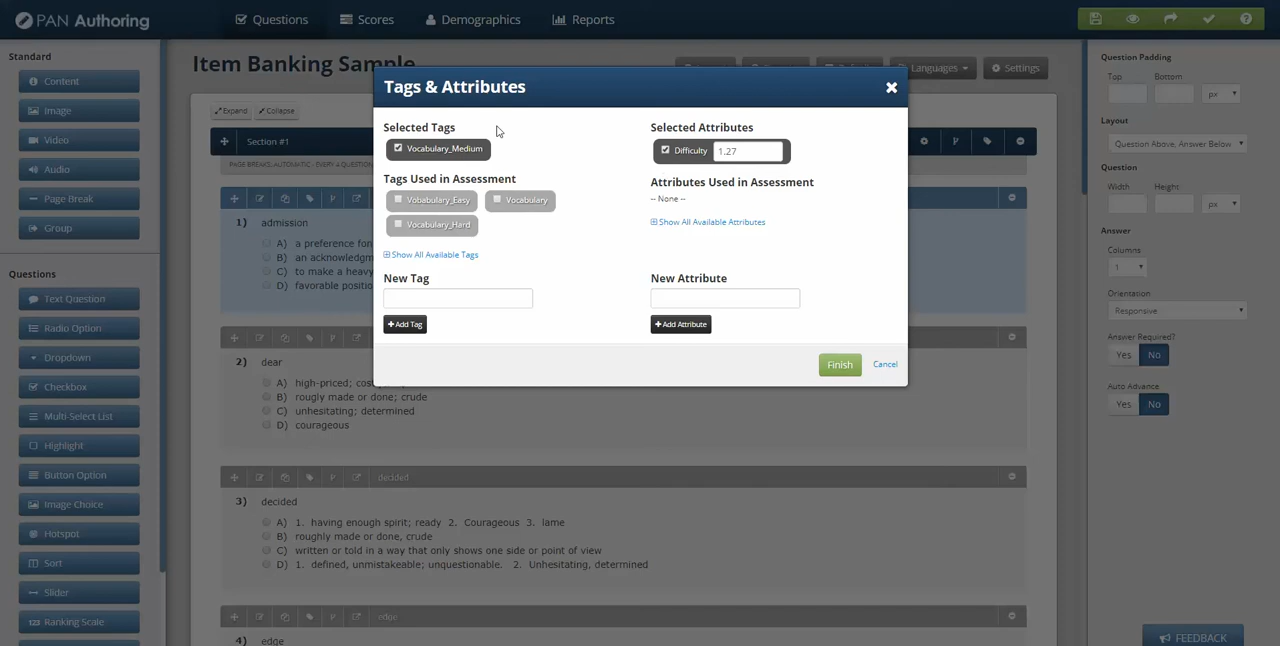 PAN Authoring
Questions
Scores
Demographics
Reports
Standard
Content
Image
Video
Audio
Page Break
Group
Questions
Text Question
Radio Option
Dropdown
Checkbox
Multi-Select List
Highlight
Button Option
Image Choice
Hotspot
Sort
Slider
123 Ranking Scale
Item Banking Sample
Languages
Settings
Expand
Collapse
Section #1
PAGE BREAKS: AUTOMATIC - EVERY 4 QUESTION
1) admission
A) a preference for
B) an acknowledgm
C) to make a heavy
D) favorable positio
2) dear
A) high-priced; cos
B) rougly made or done; crude
C) unhesitating; determined
D) courageous
decided
3) decided
A) 1. having enough spirit; ready 2. Courageous 3. lame
B) roughly made or done, crude
C) written or told in a way that only shows one side or point of view
D) 1. defined, unmistakeable; unquestionable. 2. Unhesitating, determined
edge
4) edge
Tags & Attributes
Selected Tags
Vocabulary_Medium
Tags Used in Assessment
Vobabulary_Easy
Vocabulary
Vocabulary_Hard
Show All Available Tags
New Tag
Add Tag
Selected Attributes
Difficulty 1.27
Attributes Used in Assessment
-- None --
Show All Available Attributes
New Attribute
Add Attribute
Finish
Cancel
Question Padding
Top
Bottom
px
Layout
Question Above, Answer Below
Question
Width
Height
px
Answer
Columns
1
Orientation
Responsive
Answer Required?
Yes
No
Auto Advance
Yes
No
FEEDBACK